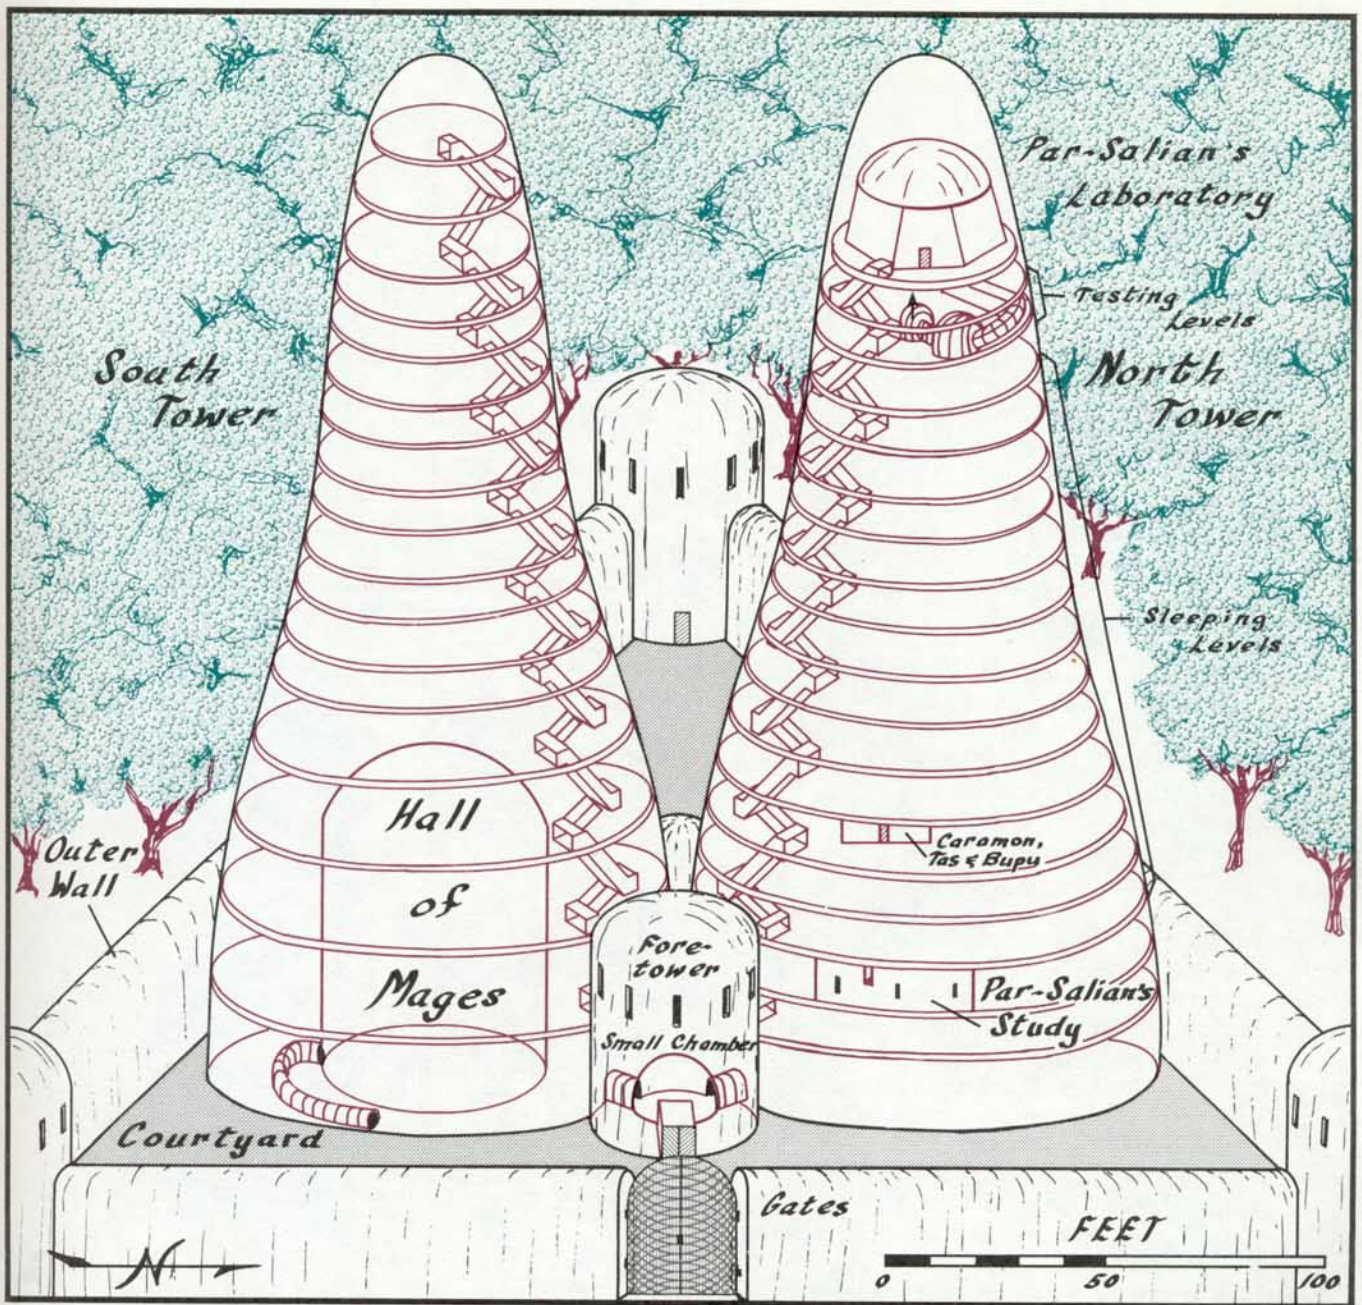 Par-Salian's
Laboratory
Testing
Levels
South
Tower
North
Tower
Sleeping
Levels
Hall
of
Mages
Caramon,
Tas & Bupu
Outer
Wall
Fore-
tower
Small Chamber
Par-Salian's
Study
Courtyard
Gates
N
FEET
0 50 100